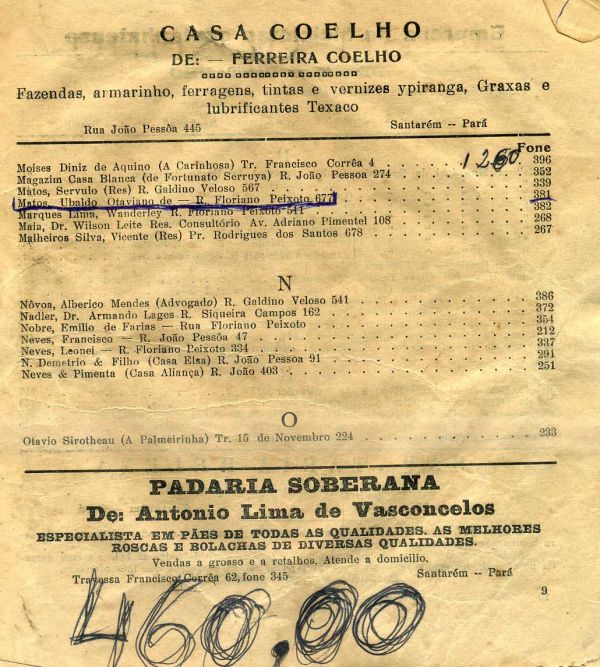 CASA COELHO
DE: — FERREIRA COELHO
Fazendas, armarinho, ferragens, tintas e vernizes ypiranga, Graxas e
lubrificantes Texaco
Rua João Pessôa 445 Santarém -- Pará
Fone
1260
Moises Diniz de Aquino (A Carinhosa) Tr. Francisco Corrêa 4 396
Magazim Casa Blanca (de Fortunato Serruya) R. João Pessoa 274 352
Matos, Servulo (Res) R. Galdino Veloso 567 339
Matos, Ubaldo Otaviano de — R. Floriano Peixoto 677 381
Marques Lima, Wanderley R. Floriano Peixoto 541 382
Maia, Dr. Wilson Leite Res. Consultório Av. Adriano Pimentel 108 268
Malheiros Silva, Vicente (Res) Pr. Rodrigues dos Santos 678 267
N
Nôvoa, Alberico Mendes (Advogado) R. Galdino Veloso 541 386
Nadler, Dr. Armando Lages R. Siqueira Campos 162 372
Nobre, Emilio de Farias — Rua Floriano Peixoto 354
Neves, Francisco — R. João Pessôa 47 212
Neves, Leonel — R. Floriano Peixoto 334 337
N. Demetrio & Filho (Casa Elsa) R. João Pessoa 91 291
Neves & Pimenta (Casa Aliança) R. João 403 251
O
Otavio Sirotheau (A Palmeirinha) Tr. 15 de Novembro 224 233
PADARIA SOBERANA
De: Antonio Lima de Vasconcelos
ESPECIALISTA EM PÃES DE TODAS AS QUALIDADES. AS MELHORES
ROSCAS E BOLACHAS DE DIVERSAS QUALIDADES.
Vendas a grosso e a retalhos. Atende a domicilio.
Travessa Francisco Corrêa 62, fone 345 Santarém — Pará
9
460,00